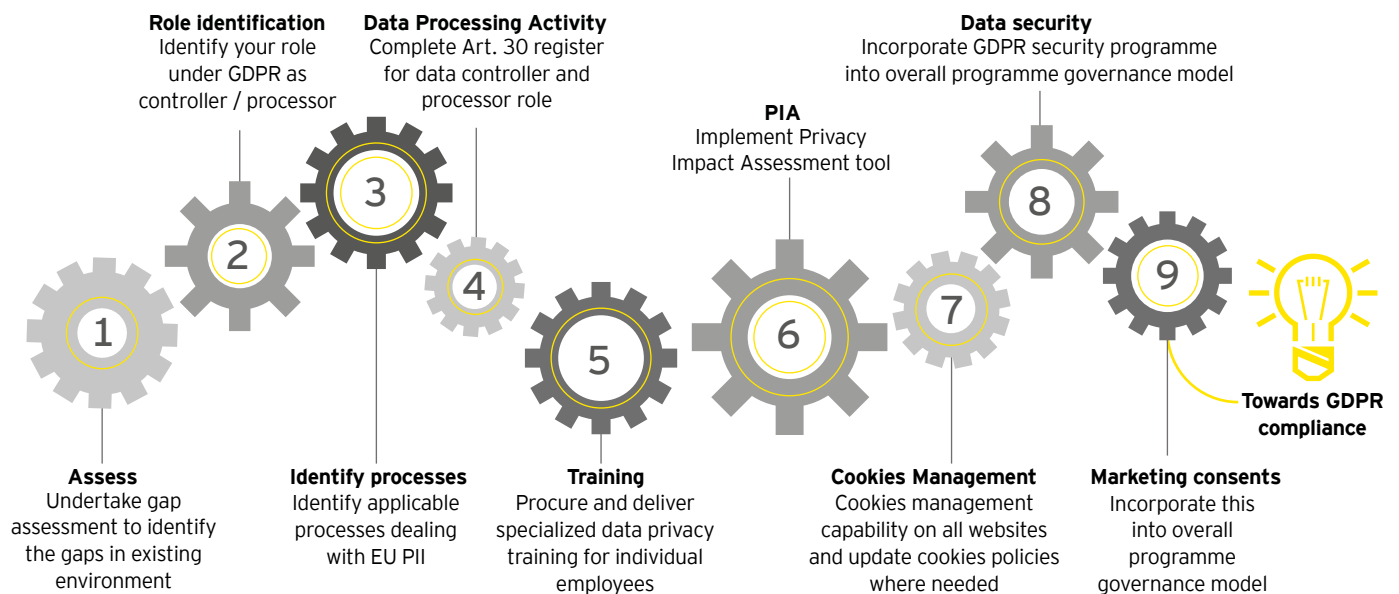 1
Assess
Undertake gap
assessment to identify
the gaps in existing
environment
2
Role identification
Identify your role
under GDPR as
controller / processor
3
Identify processes
Identify applicable
processes dealing
with EU PII
4
Data Processing Activity
Complete Art. 30 register
for data controller and
processor role
5
Training
Procure and deliver
specialized data privacy
training for individual
employees
6
PIA
Implement Privacy
Impact Assessment tool
7
Cookies Management
Cookies management
capability on all websites
and update cookies policies
where needed
8
Data security
Incorporate GDPR security programme
into overall programme governance model
9
Marketing consents
Incorporate this
into overall
programme
governance model
Towards GDPR
compliance